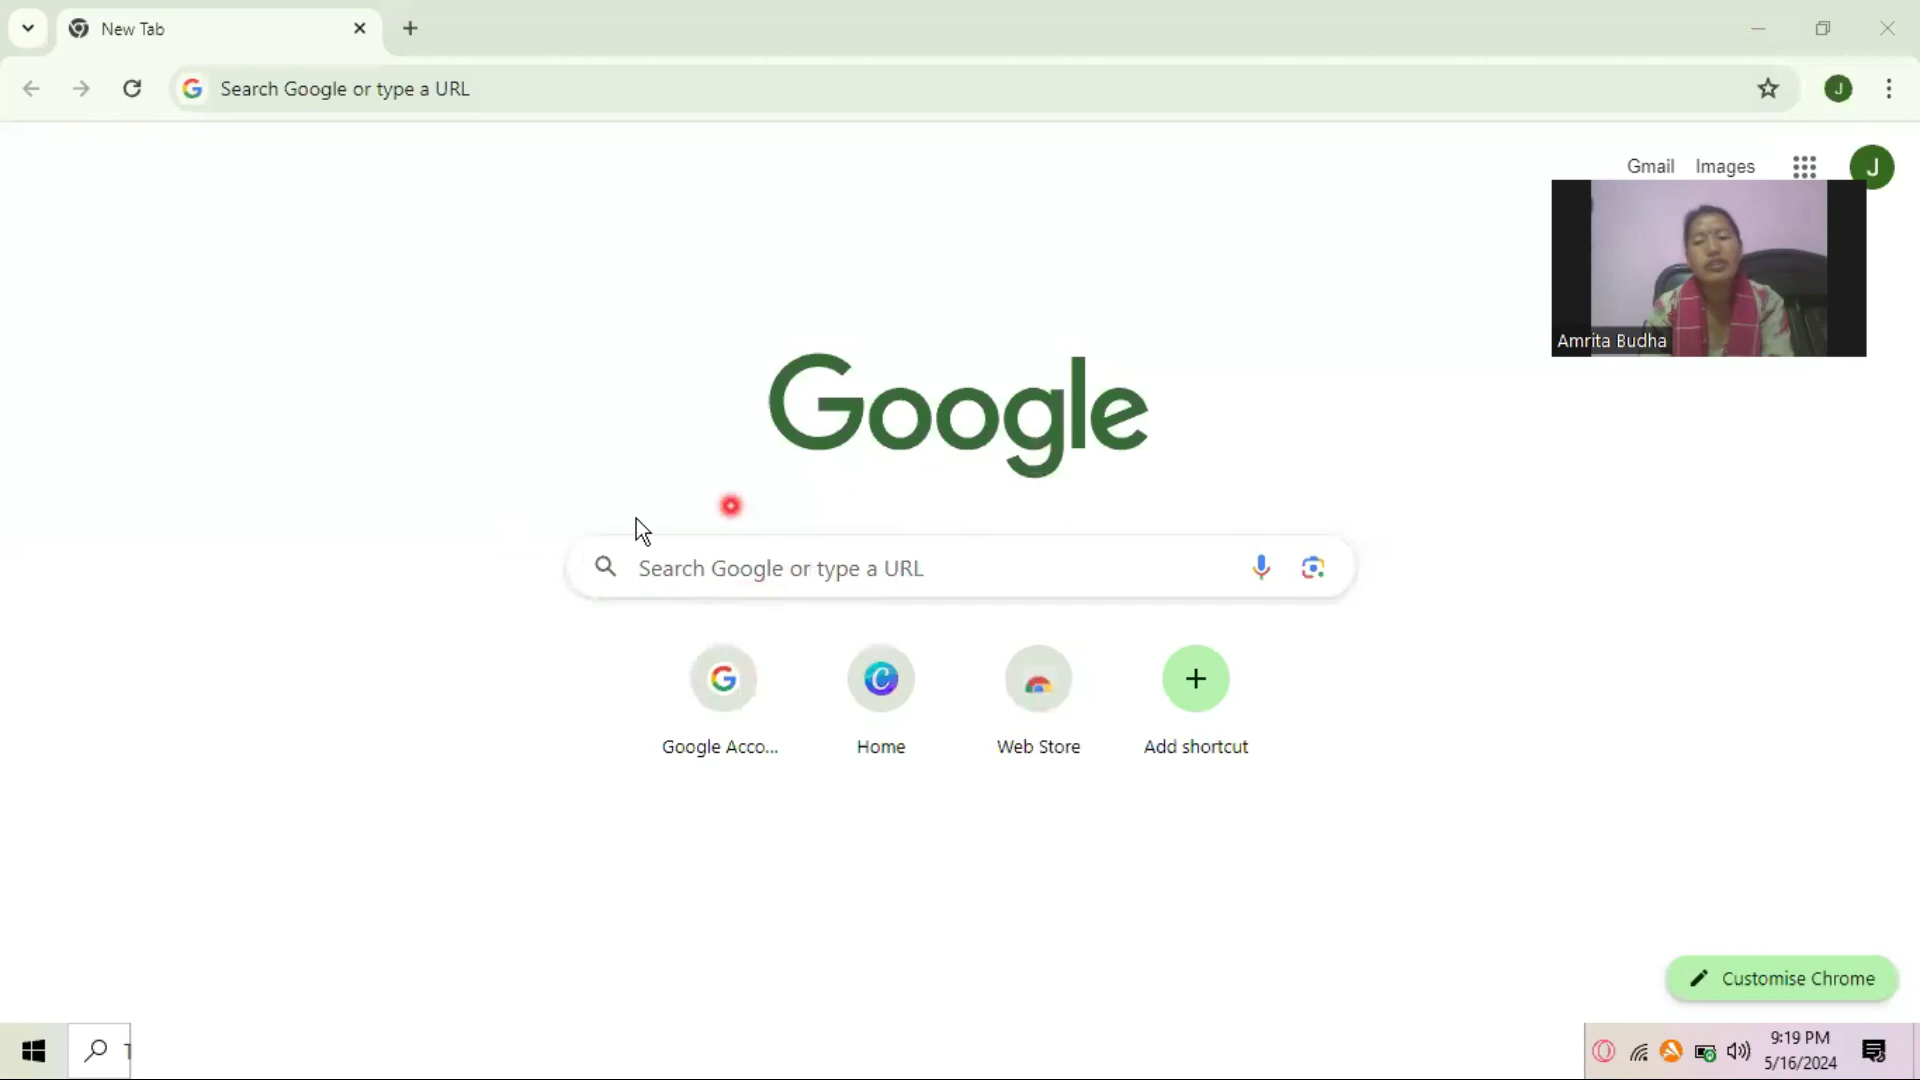 New Tab
Search Google or type a URL
J
Gmail Images
J
Amrita Budha
Google
Search Google or type a URL
Google Acco...
Home
Web Store
Add shortcut
Customise Chrome
9:19 PM
5/16/2024